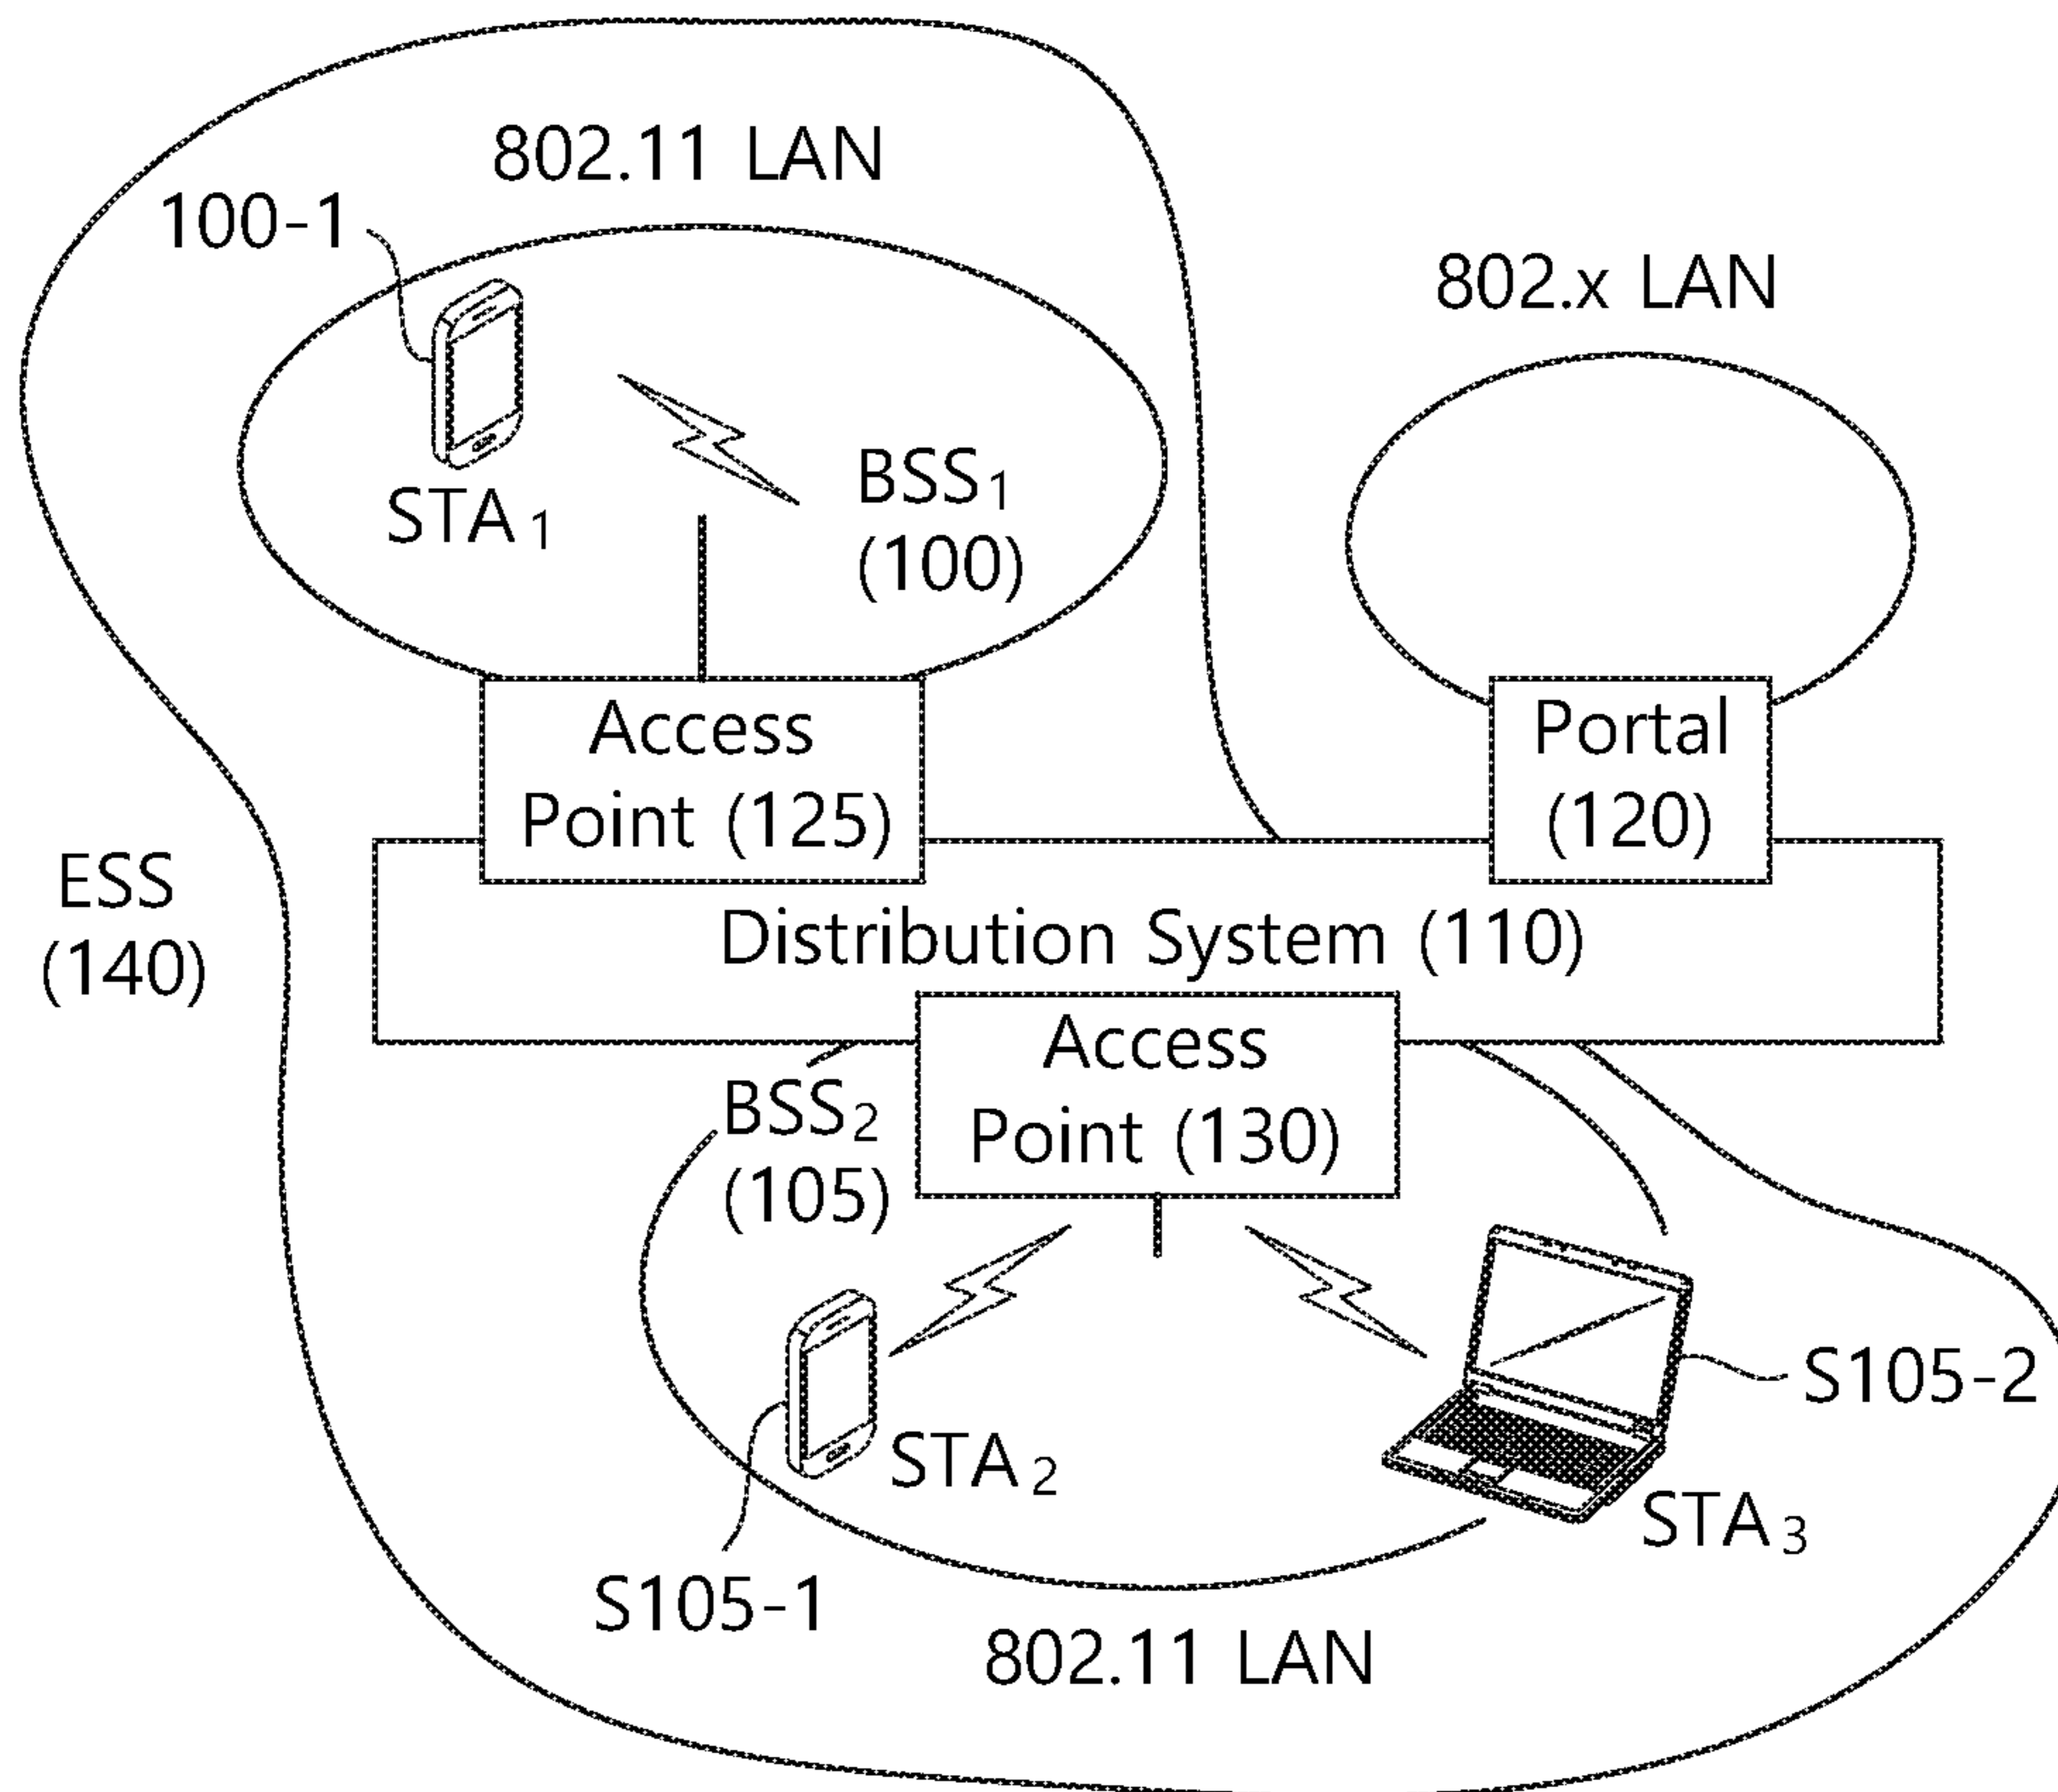 802.11 LAN
100-1
802.x LAN
STA1
BSS1
(100)
Access
Point (125)
Portal
(120)
ESS
(140)
Distribution System (110)
Access
Point (130)
BSS2
(105)
S105-2
STA2
STA3
S105-1
802.11 LAN